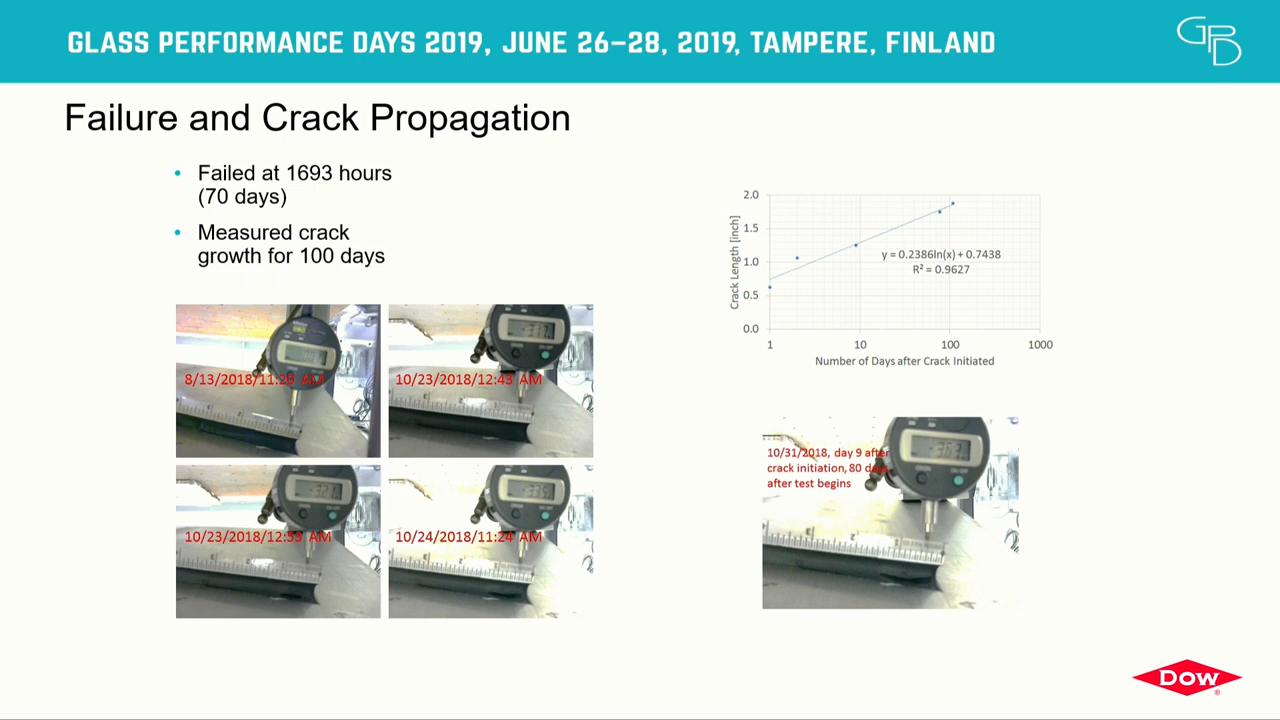 GLASS PERFORMANCE DAYS 2019, JUNE 26–28, 2019, TAMPERE, FINLAND
GPD
Failure and Crack Propagation
• Failed at 1693 hours
(70 days)
• Measured crack
growth for 100 days
8/13/2018/11:26 AM
10/23/2018/12:43 AM
10/23/2018/12:53 AM
10/24/2018/11:24 AM
Crack Length [inch]
2.0
1.5
1.0
0.5
0.0
y = 0.2386ln(x) + 0.7438
R² = 0.9627
1 10 100 1000
Number of Days after Crack Initiated
10/31/2018, day 9 after
crack initiation, 80 days
after test begins
DOW
®